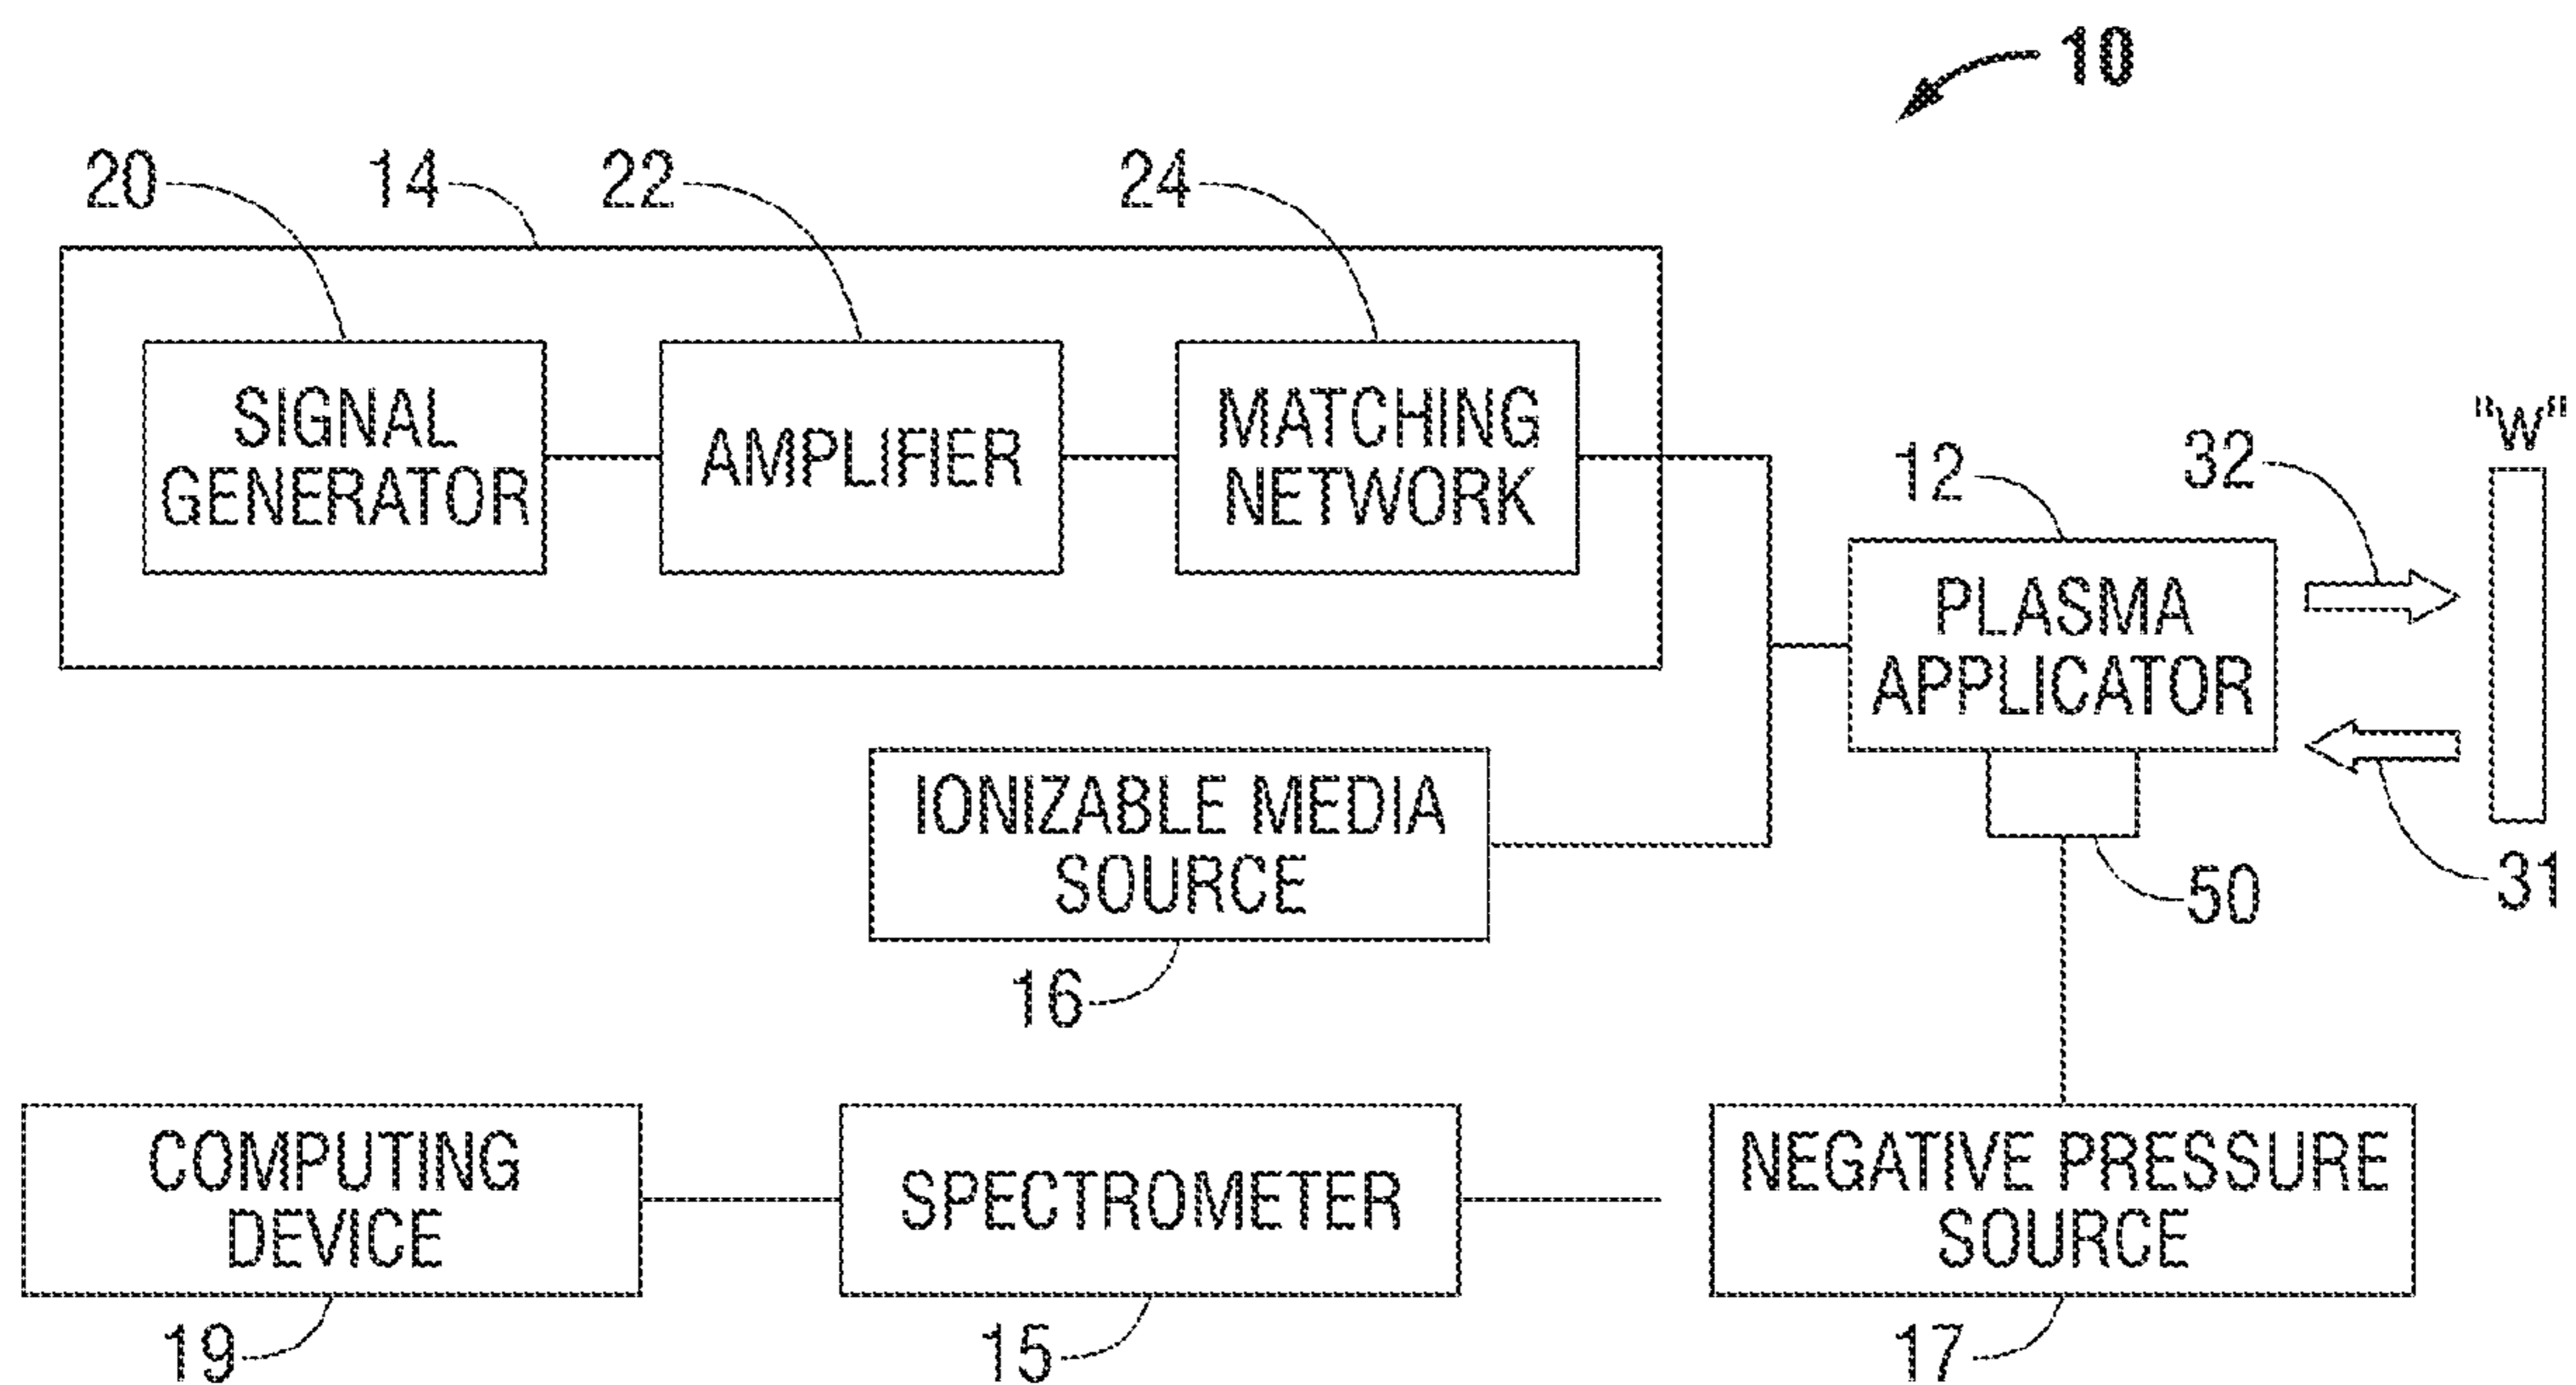 10
20
14
22
24
SIGNAL
GENERATOR
AMPLIFIER
MATCHING
NETWORK
12
32
"W"
PLASMA
APPLICATOR
IONIZABLE MEDIA
SOURCE
16
50
31
COMPUTING
DEVICE
SPECTROMETER
NEGATIVE PRESSURE
SOURCE
19
15
17